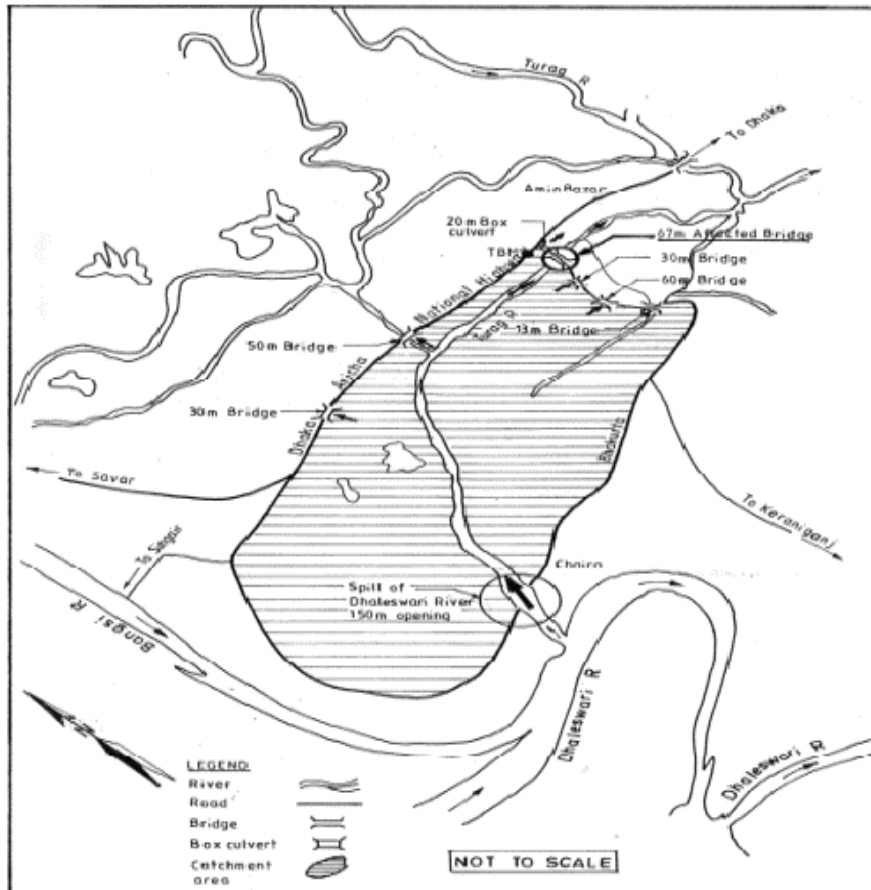 Turag R
To Dhaka
Amin Bazar
20m Box
culvert
67m Affected Bridge
TBM
30m Bridge
60m Bridge
National Highway
Turag R
13m Bridge
50m Bridge
Aricha
30m Bridge
Dhaka
Bhakurta
To Savar
To Keraniganj
To Singair
Spill of
Dhaleswari River
150m opening
Bangsi R
Dhaleswari R
Dhaleswari R
LEGEND
River
Road
Bridge
Box culvert
Catchment
area
NOT TO SCALE